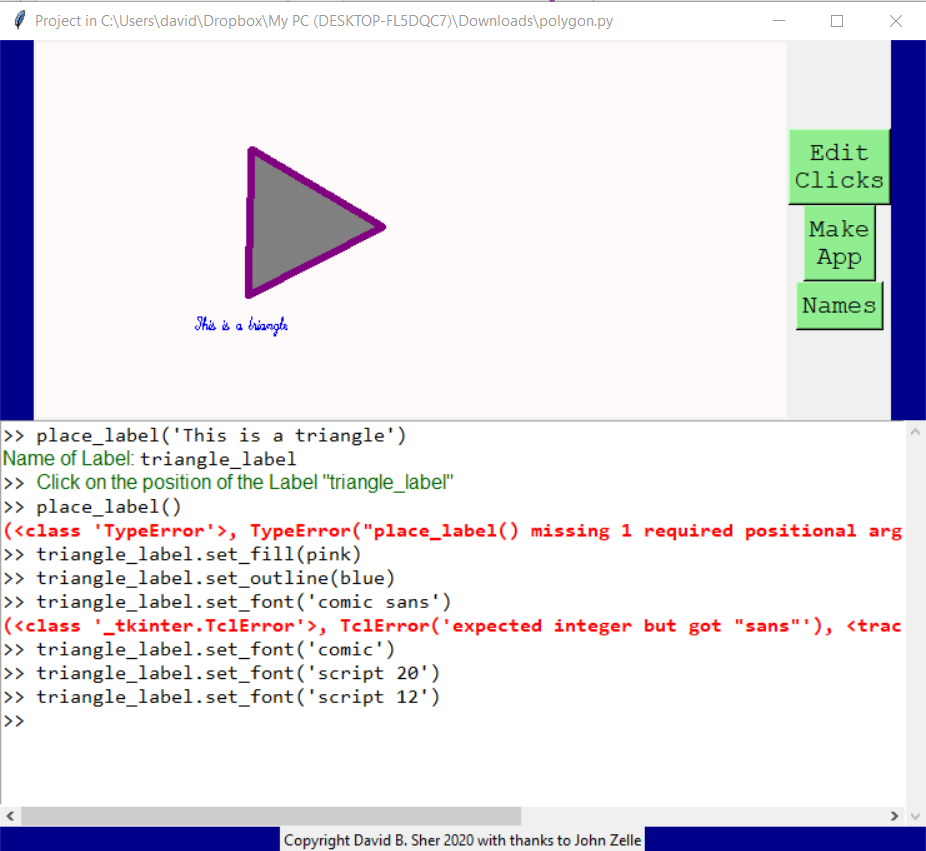 Project in C:\Users\david\Dropbox\My PC (DESKTOP-FL5DQC7)\Downloads\polygon.py
Edit
Clicks
Make
App
Names
This is a triangle
>> place_label('This is a triangle')
Name of Label: triangle_label
>> Click on the position of the Label "triangle_label"
>> place_label()
(<class 'TypeError'>, TypeError("place_label() missing 1 required positional arg
>> triangle_label.set_fill(pink)
>> triangle_label.set_outline(blue)
>> triangle_label.set_font('comic sans')
(<class '_tkinter.TclError'>, TclError('expected integer but got "sans"'), <trac
>> triangle_label.set_font('comic')
>> triangle_label.set_font('script 20')
>> triangle_label.set_font('script 12')
>>
Copyright David B. Sher 2020 with thanks to John Zelle